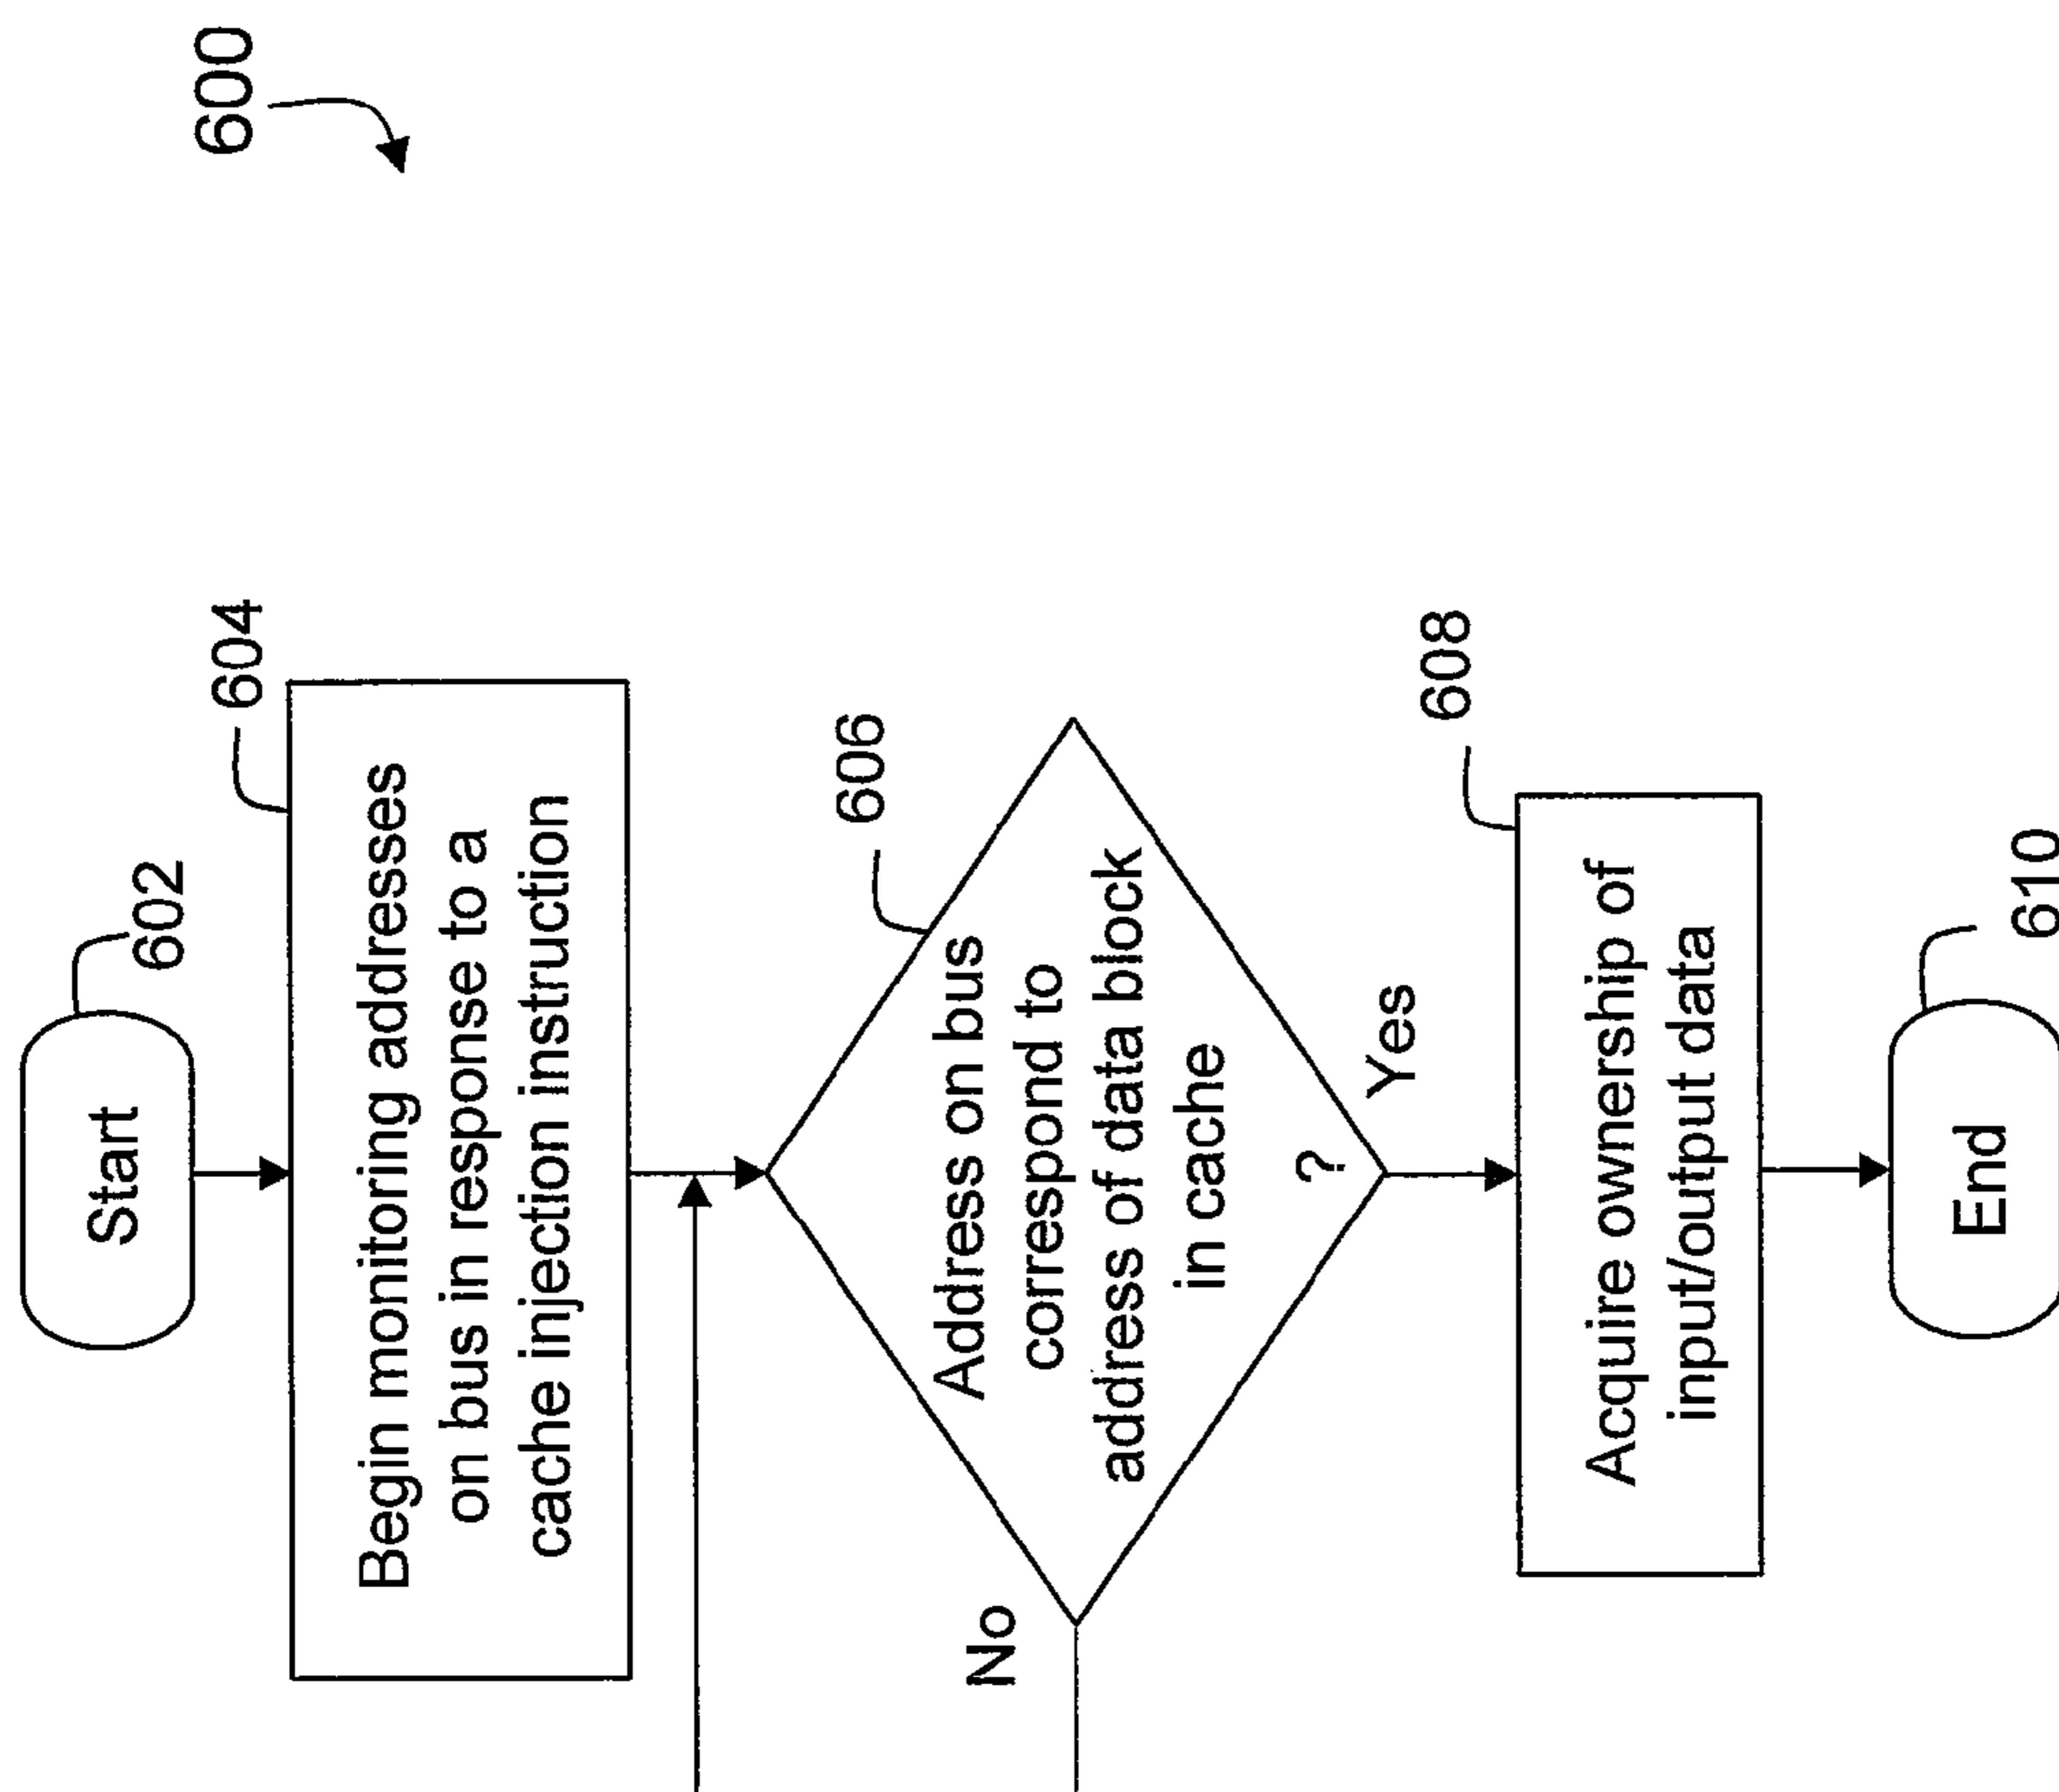 600
Start
602
Begin monitoring addresses
on bus in response to a
cache injection instruction
604
Address on bus
correspond to
address of data block
in cache
?
606
No
Yes
Acquire ownership of
input/output data
608
End
610